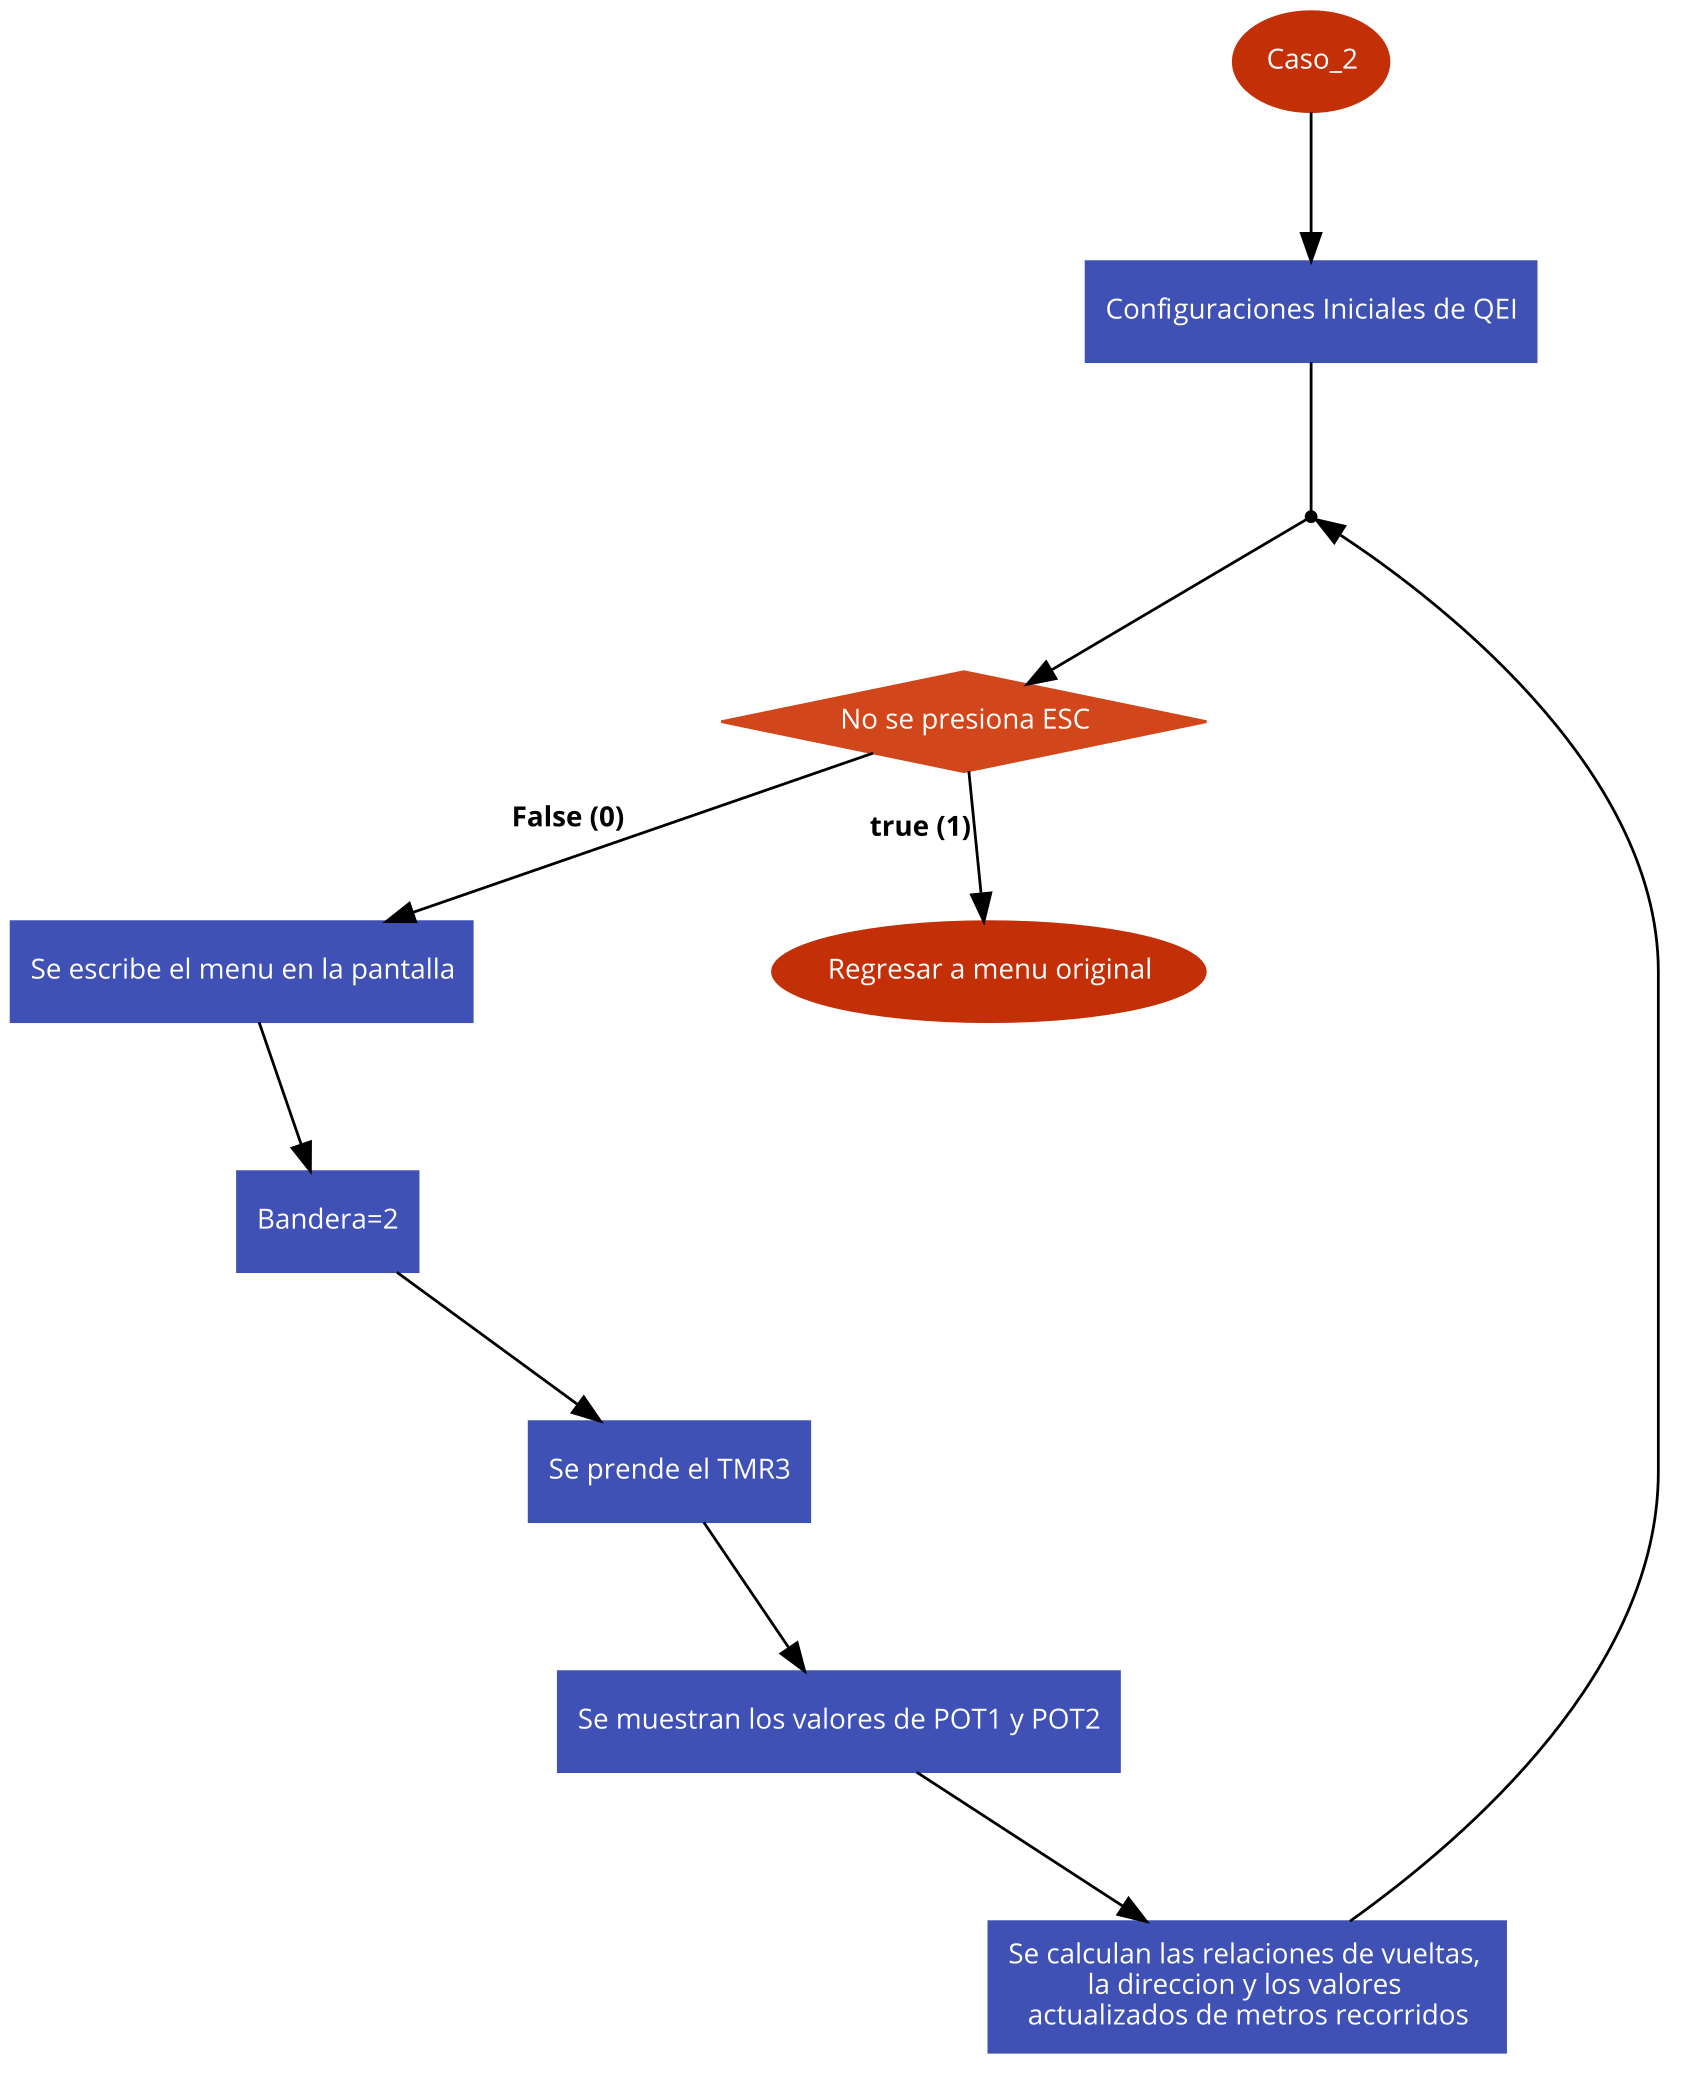 Caso_2
Configuraciones Iniciales de QEI
No se presiona ESC
False (0)
true (1)
Se escribe el menu en la pantalla
Regresar a menu original
Bandera=2
Se prende el TMR3
Se muestran los valores de POT1 y POT2
Se calculan las relaciones de vueltas,
la direccion y los valores
actualizados de metros recorridos